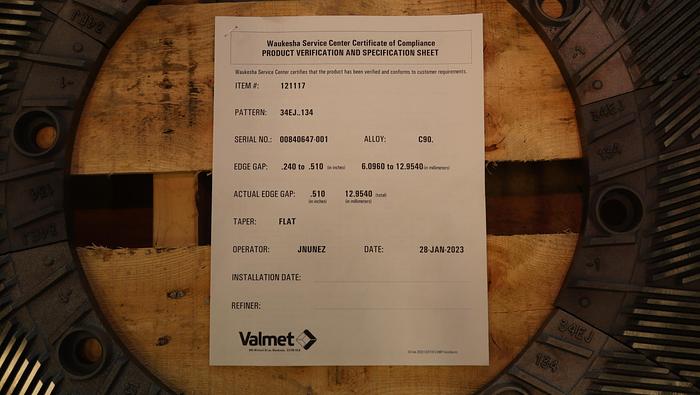 Waukesha Service Center Certificate of Compliance
PRODUCT VERIFICATION AND SPECIFICATION SHEET
Waukesha Service Center certifies that the product has been verified and conforms to customer requirements.
ITEM #: 121117
PATTERN: 34EJ..134
SERIAL NO: 00840647-001 ALLOY: C90.
EDGE GAP: .240 to .510 (in inches) 6.0960 to 12.9540 (in millimeters)
ACTUAL EDGE GAP: .510 12.9540 (total)
(in inches) (in millimeters)
TAPER: FLAT
OPERATOR: JNUNEZ DATE: 28-JAN-2023
INSTALLATION DATE:
REFINER:
Valmet
34EJ
134
34EJ
134